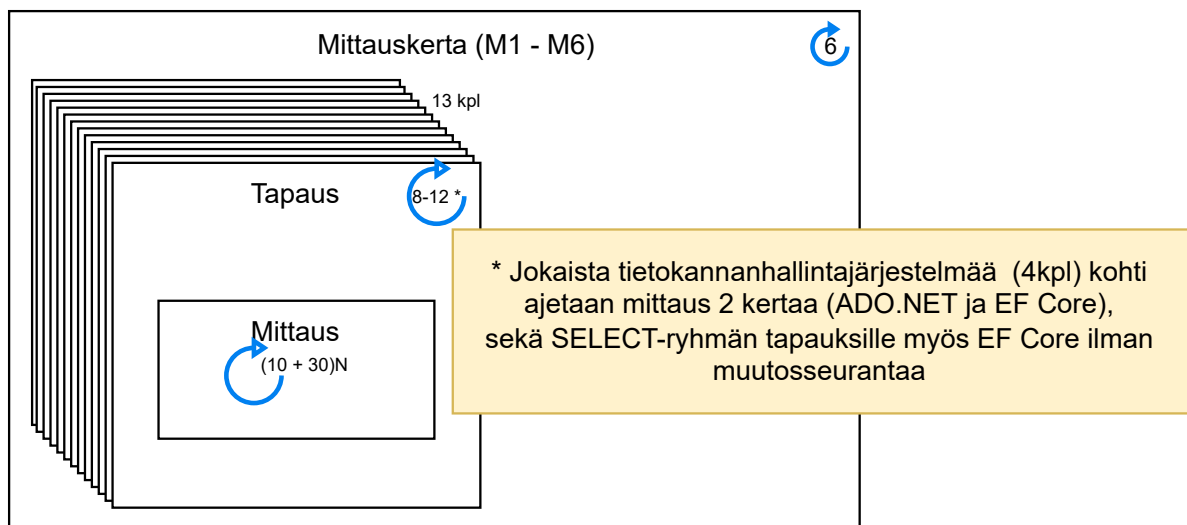 Mittauskerta (M1 - M6)
6
13 kpl
Tapaus
8-12 *
* Jokaista tietokannanhallintajärjestelmää (4kpl) kohti
ajetaan mittaus 2 kertaa (ADO.NET ja EF Core),
sekä SELECT-ryhmän tapauksille myös EF Core ilman
muutosseurantaa
Mittaus
(10 + 30)N